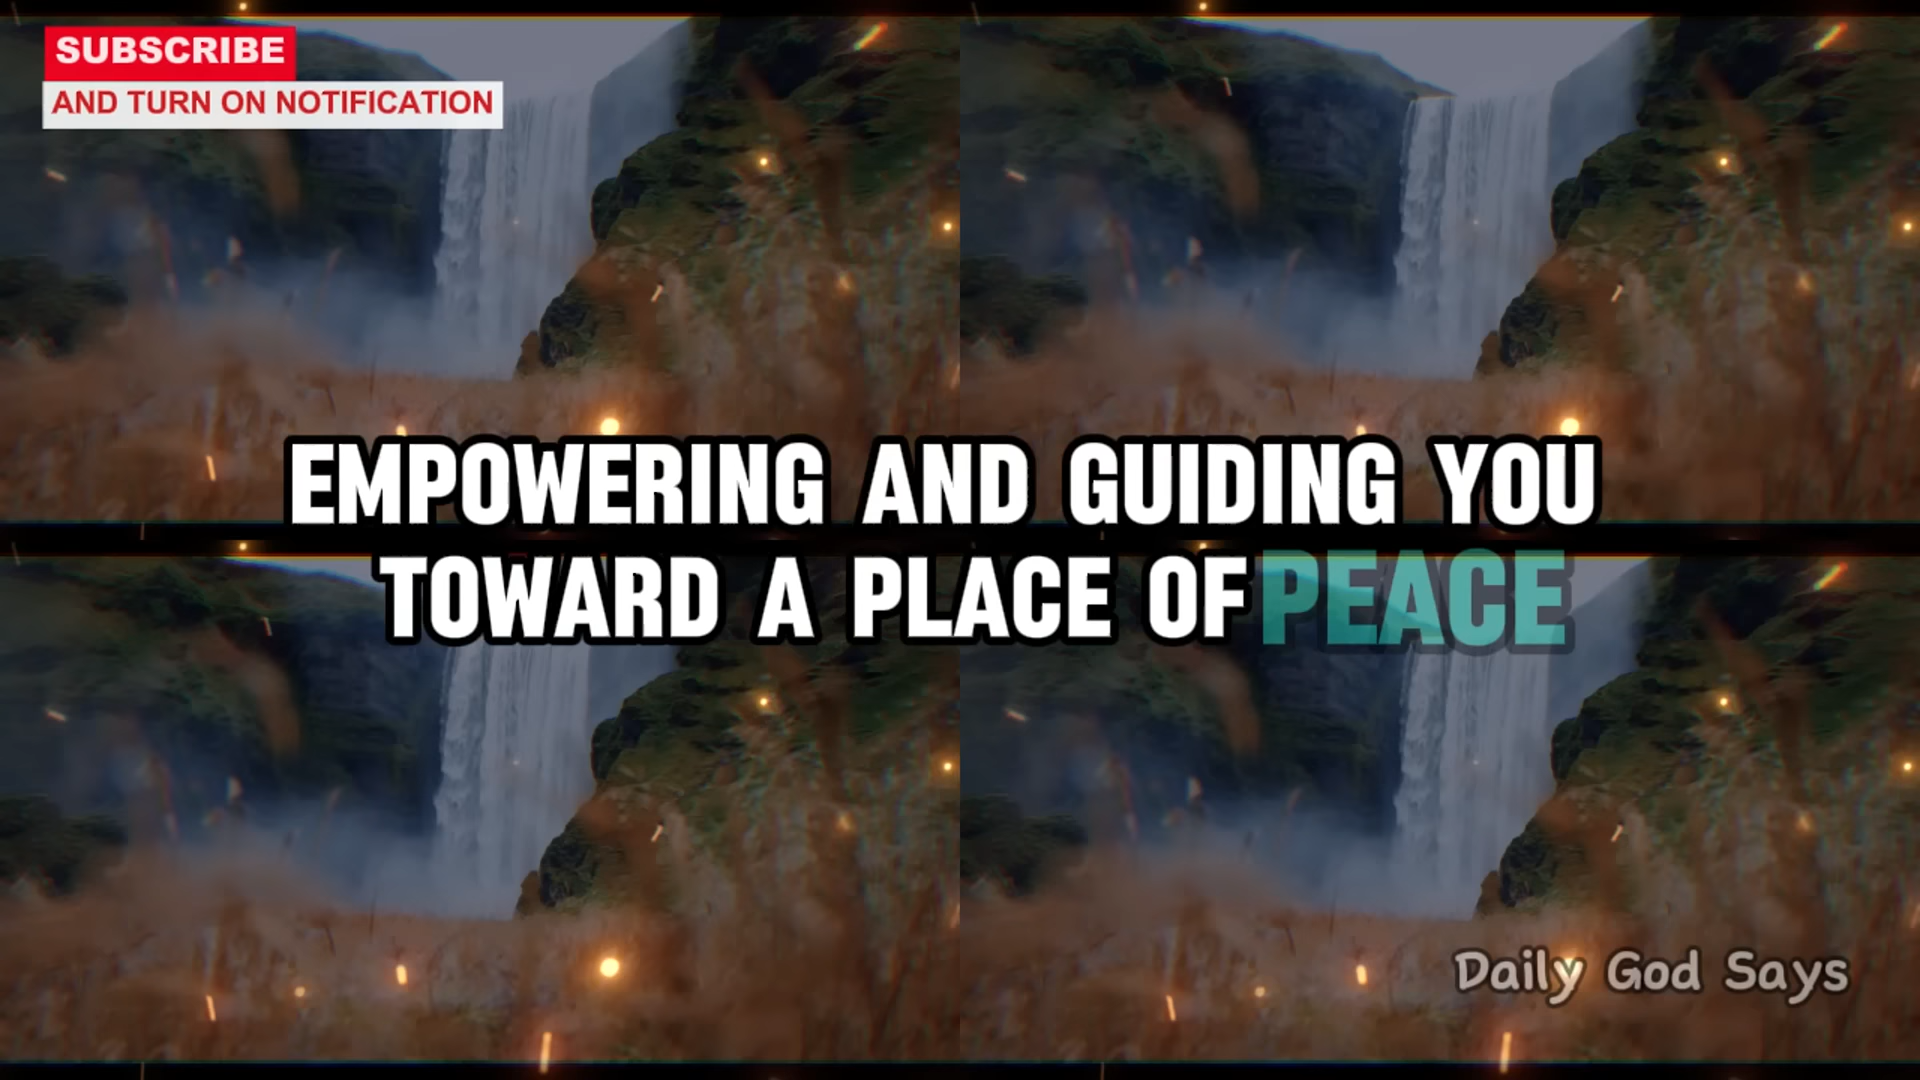 SUBSCRIBE
AND TURN ON NOTIFICATION
EMPOWERING AND GUIDING YOU
TOWARD A PLACE OF PEACE
Daily God Says